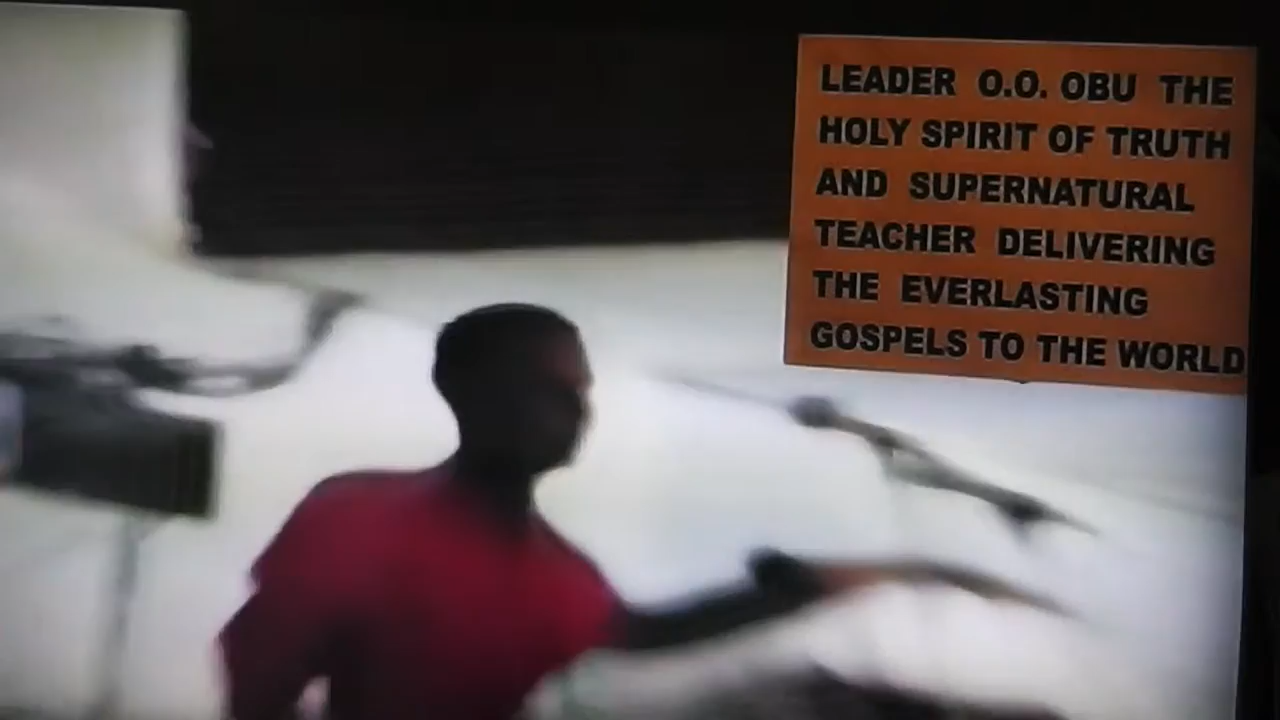 LEADER O.O. OBU THE
HOLY SPIRIT OF TRUTH
AND SUPERNATURAL
TEACHER DELIVERING
THE EVERLASTING
GOSPELS TO THE WORLD